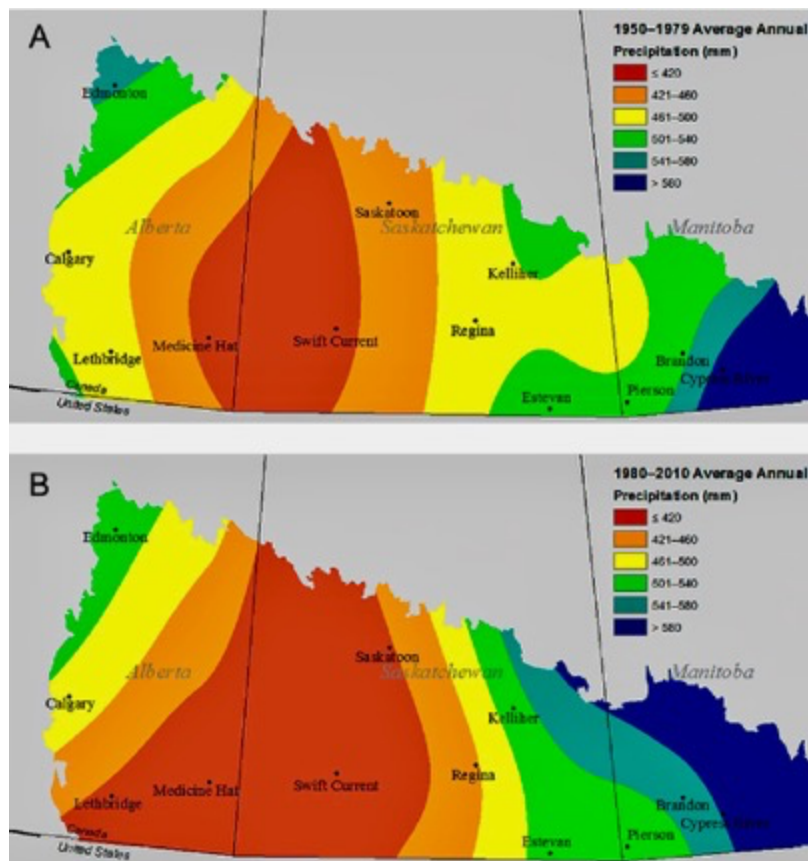 A
1950–1979 Average Annual
Precipitation (mm)
≤ 420
421–460
461–500
501–540
541–580
> 580
Edmonton
Saskatoon
Alberta
Saskatchewan
Manitoba
Calgary
Kelliher
Medicine Hat
Swift Current
Regina
Lethbridge
Brandon
Cypress River
Canada
United States
Estevan
Pierson
B
1980–2010 Average Annual
Precipitation (mm)
≤ 420
421–460
461–500
501–540
541–580
> 580
Edmonton
Saskatoon
Alberta
Saskatchewan
Manitoba
Calgary
Kelliher
Medicine Hat
Swift Current
Regina
Lethbridge
Brandon
Cypress River
Canada
United States
Estevan
Pierson